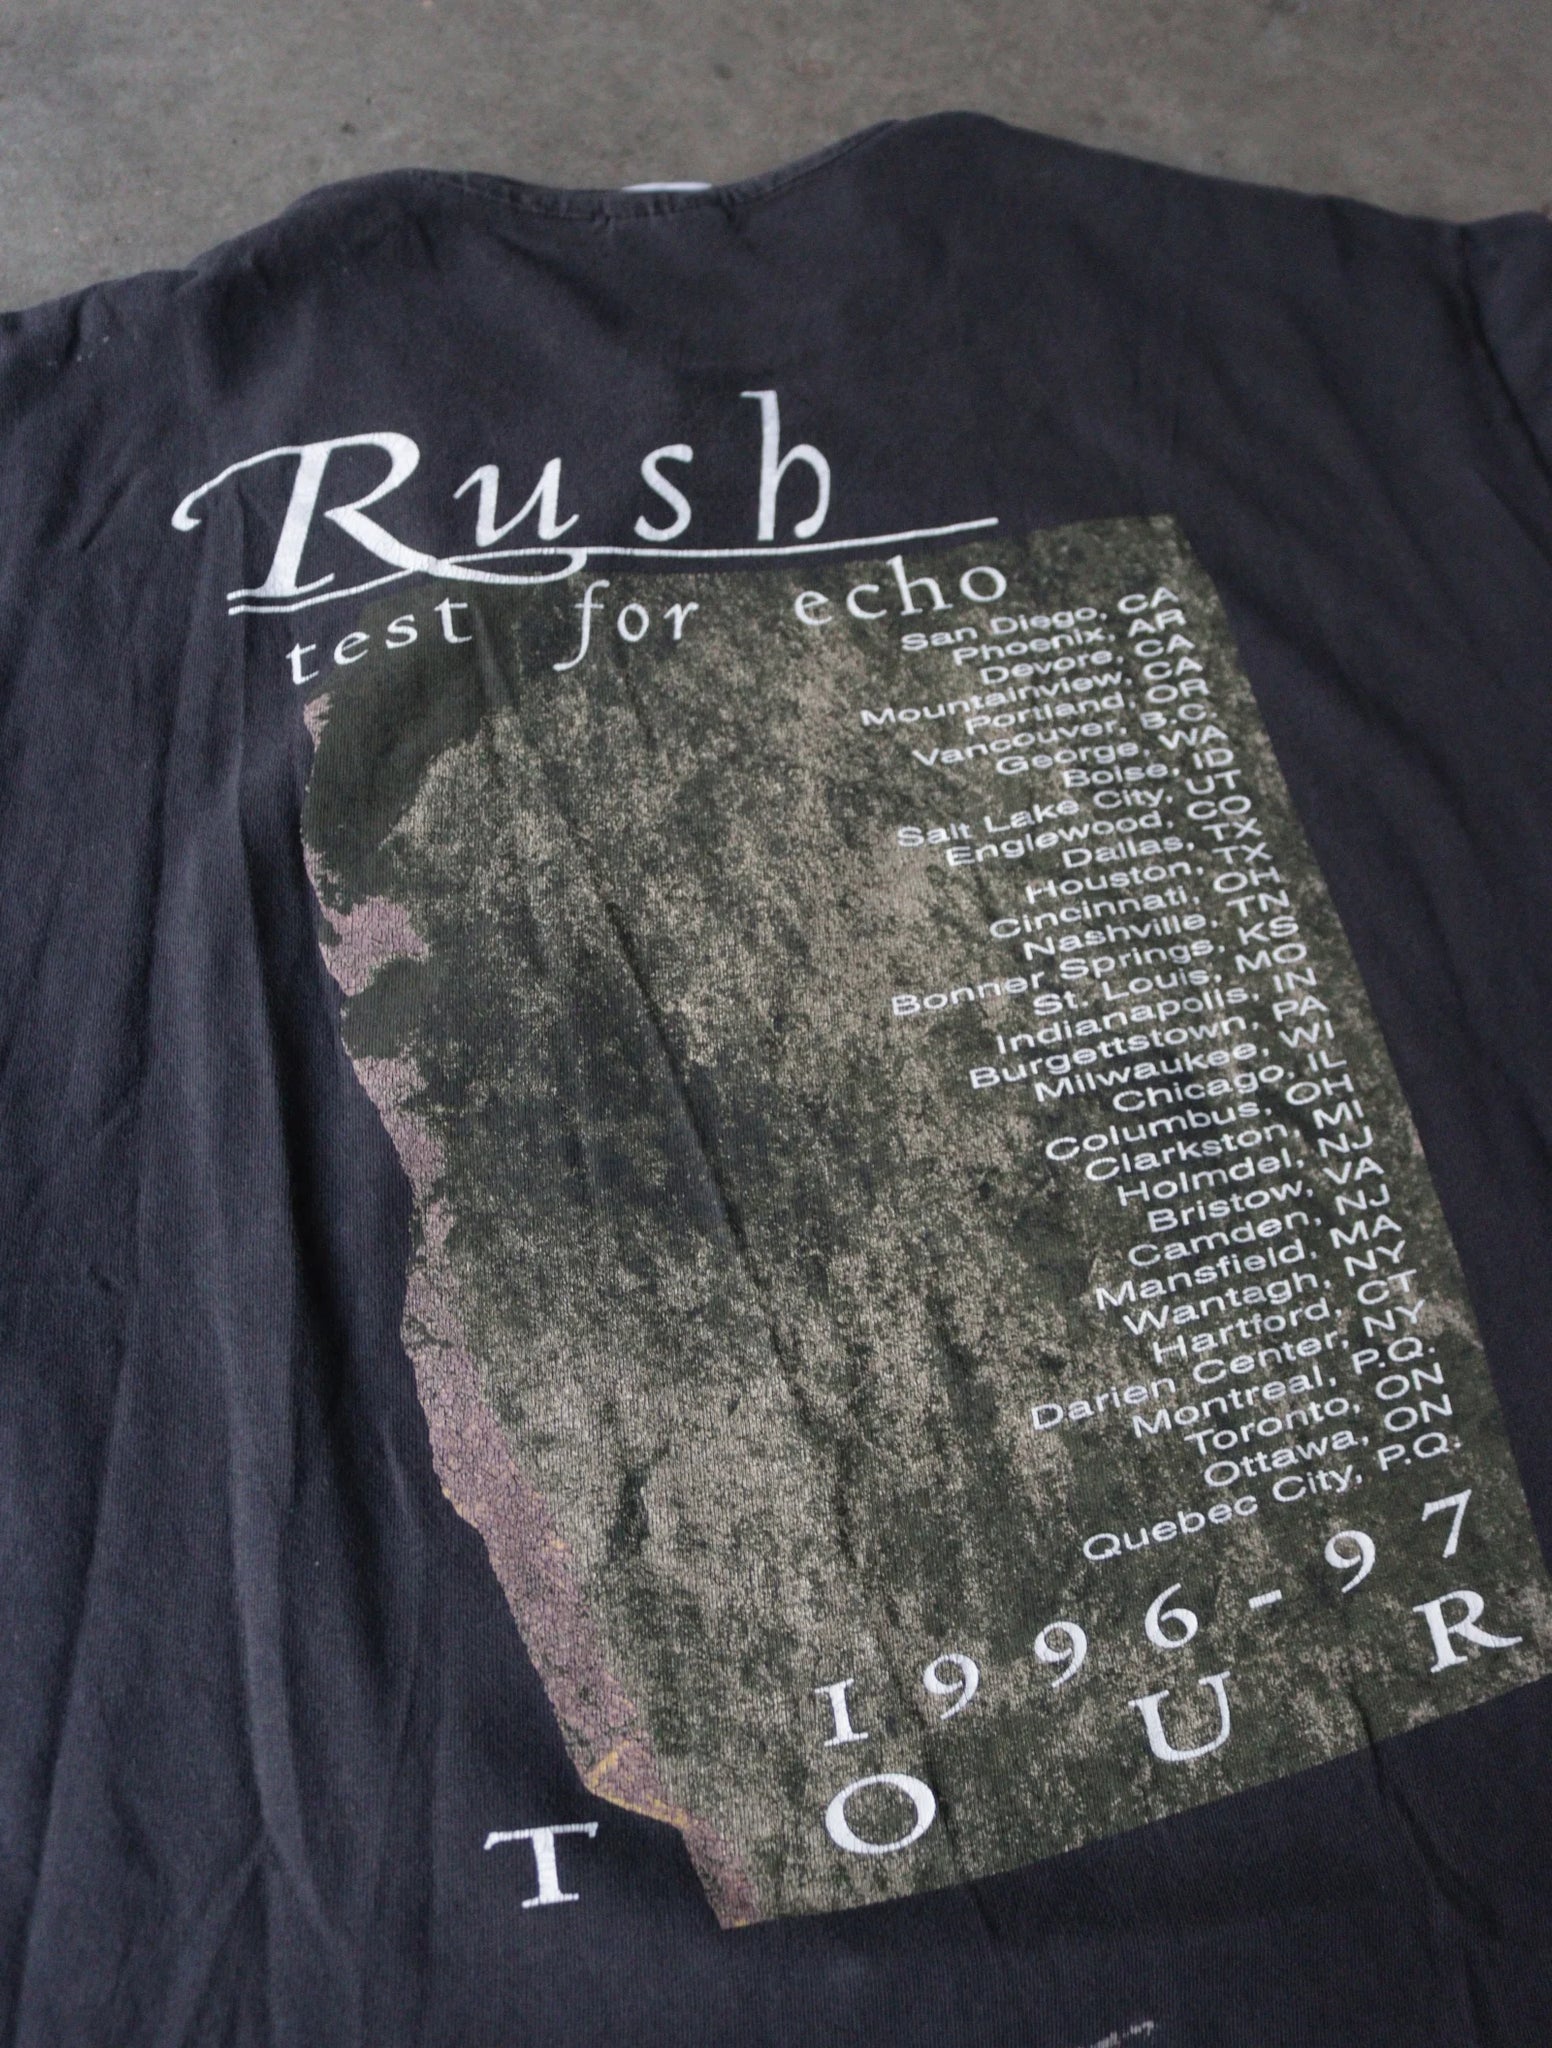 Rush
test for echo
San Diego, CA
Phoenix, AR
Devore, CA
Mountainview, CA
Portland, OR
Vancouver, B.C.
George, WA
Boise, ID
Salt Lake City, UT
Englewood, CO
Dallas, TX
Houston, TX
Cincinnati, OH
Nashville, TN
Bonner Springs, KS
St. Louis, MO
Indianapolis, IN
Burgettstown, PA
Milwaukee, WI
Chicago, IL
Columbus, OH
Clarkston, MI
Holmdel, NJ
Bristow, VA
Camden, NJ
Mansfield, MA
Wantagh, NY
Hartford, CT
Darien Center, NY
Montreal, P.Q.
Toronto, ON
Ottawa, ON
Quebec City, P.Q.
1996-97
TOUR